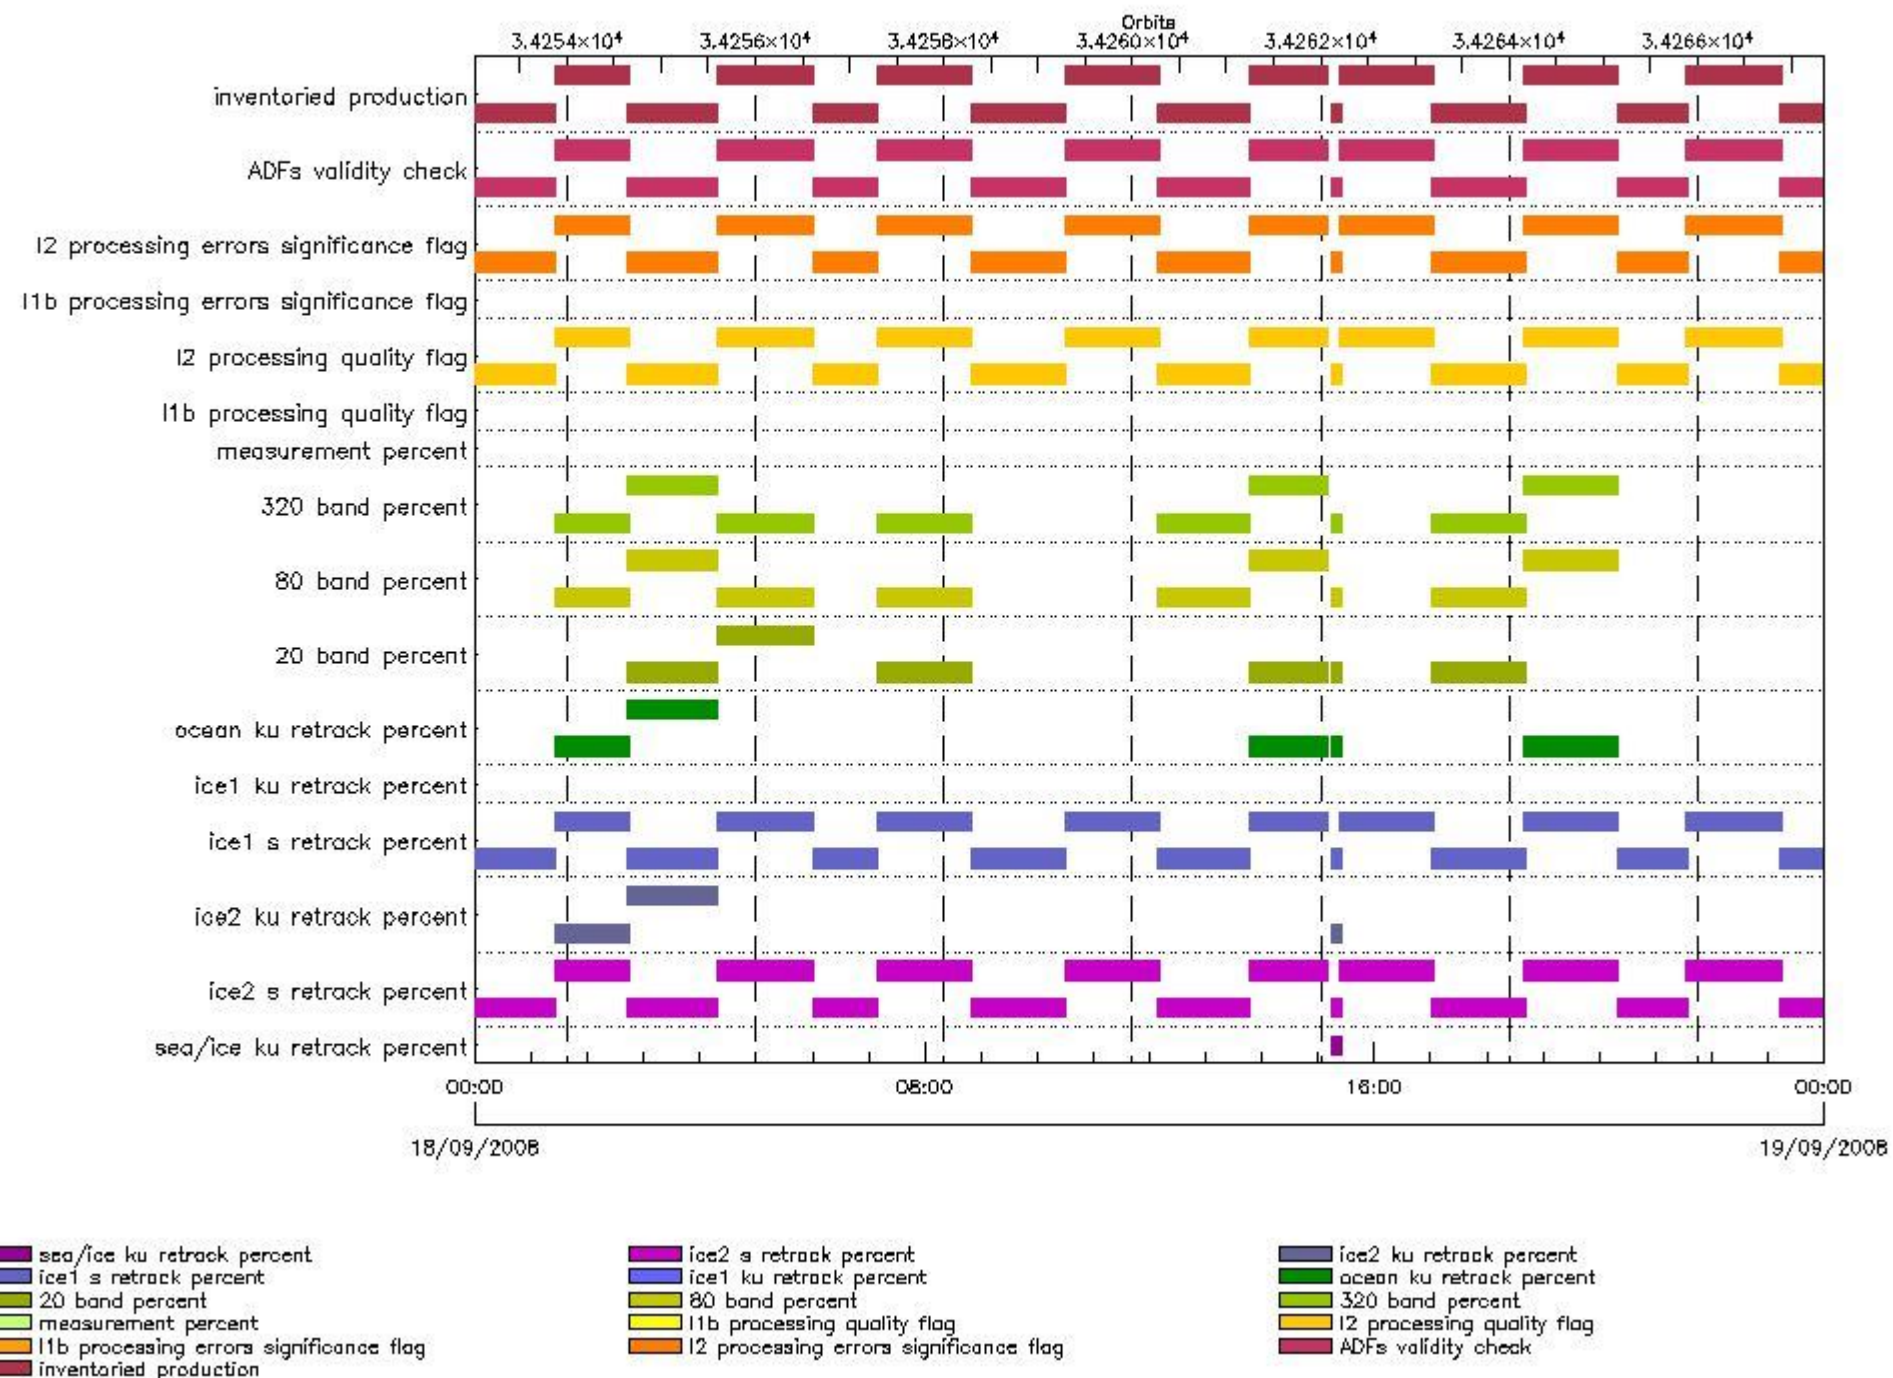 Orbits
3.4254×10⁴ 3.4256×10⁴ 3.4258×10⁴ 3.4260×10⁴ 3.4262×10⁴ 3.4264×10⁴ 3.4266×10⁴
inventoried production
ADFs validity check
l2 processing errors significance flag
l1b processing errors significance flag
l2 processing quality flag
l1b processing quality flag
measurement percent
320 band percent
80 band percent
20 band percent
ocean ku retrack percent
ice1 ku retrack percent
ice1 s retrack percent
ice2 ku retrack percent
ice2 s retrack percent
sea/ice ku retrack percent
00:00 08:00 16:00 00:00
18/09/2008 19/09/2008
sea/ice ku retrack percent ice2 s retrack percent ice2 ku retrack percent
ice1 s retrack percent ice1 ku retrack percent ocean ku retrack percent
20 band percent 80 band percent 320 band percent
measurement percent l1b processing quality flag l2 processing quality flag
l1b processing errors significance flag l2 processing errors significance flag ADFs validity check
inventoried production